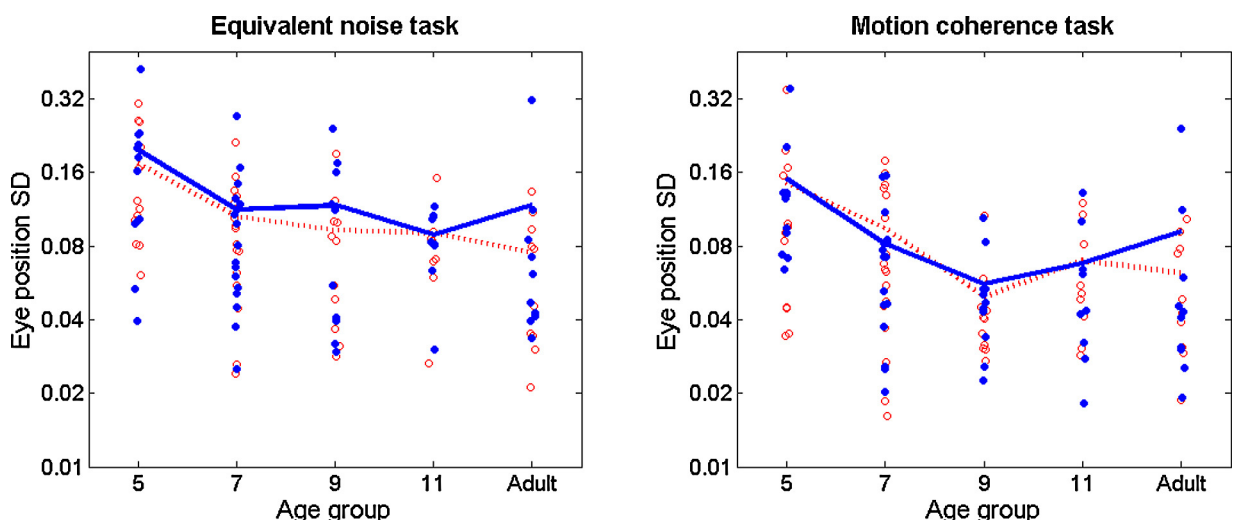 Equivalent noise task
Eye position SD
0.32
0.16
0.08
0.04
0.02
0.01
5 7 9 11 Adult
Age group
Motion coherence task
Eye position SD
0.32
0.16
0.08
0.04
0.02
0.01
5 7 9 11 Adult
Age group